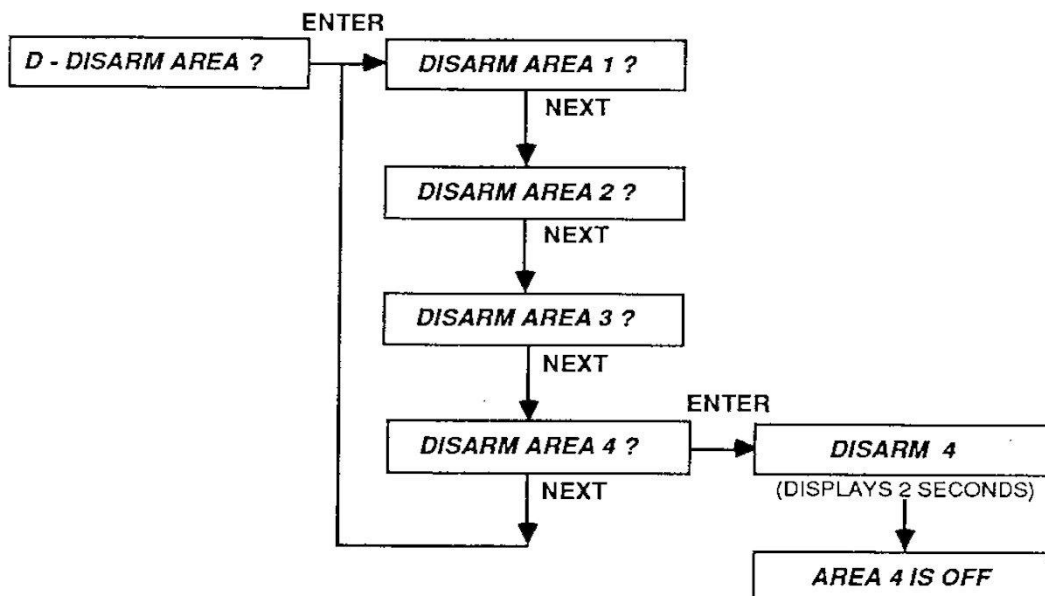 ENTER
D - DISARM AREA ?
DISARM AREA 1 ?
NEXT
DISARM AREA 2 ?
NEXT
DISARM AREA 3 ?
NEXT
ENTER
DISARM AREA 4 ?
DISARM 4
NEXT
(DISPLAYS 2 SECONDS)
AREA 4 IS OFF